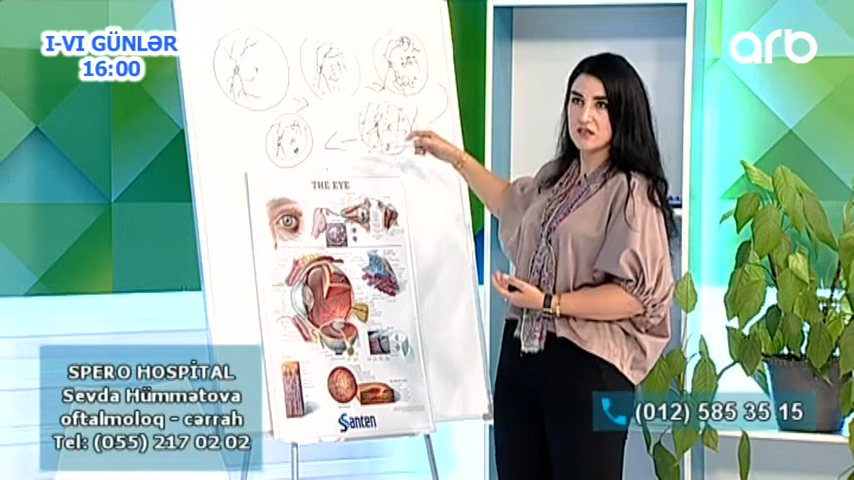 I-VI GÜNLƏR
16:00
arb
THE EYE
Santen
SPERO HOSPİTAL
Sevda Hümmətova
oftalmoloq - cərrah
Tel: (055) 217 02 02
(012) 585 35 15